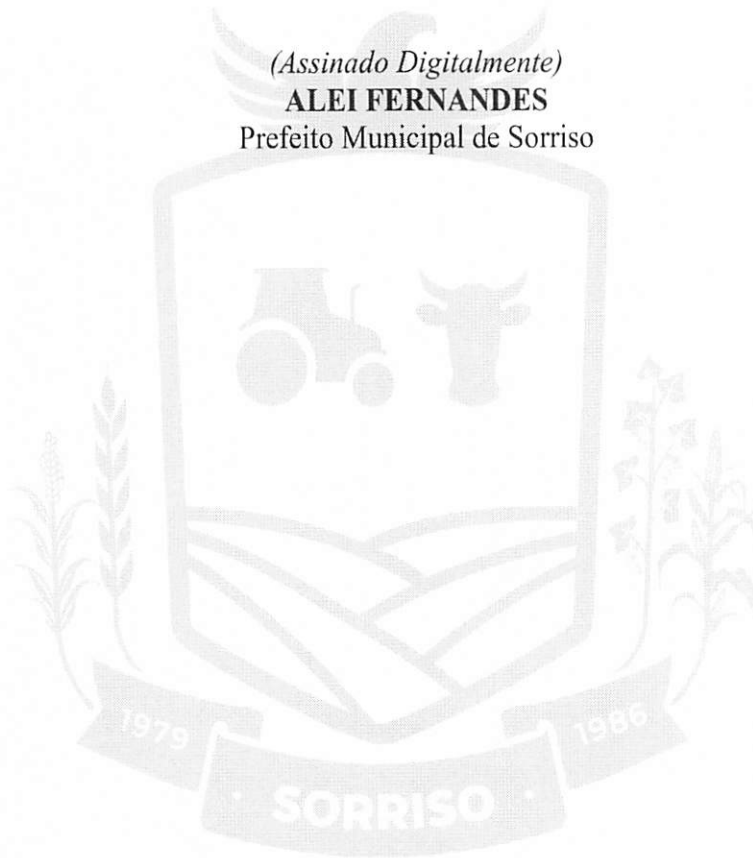 (Assinado Digitalmente)
ALEI FERNANDES
Prefeito Municipal de Sorriso
1979
1986
· SORRISO ·